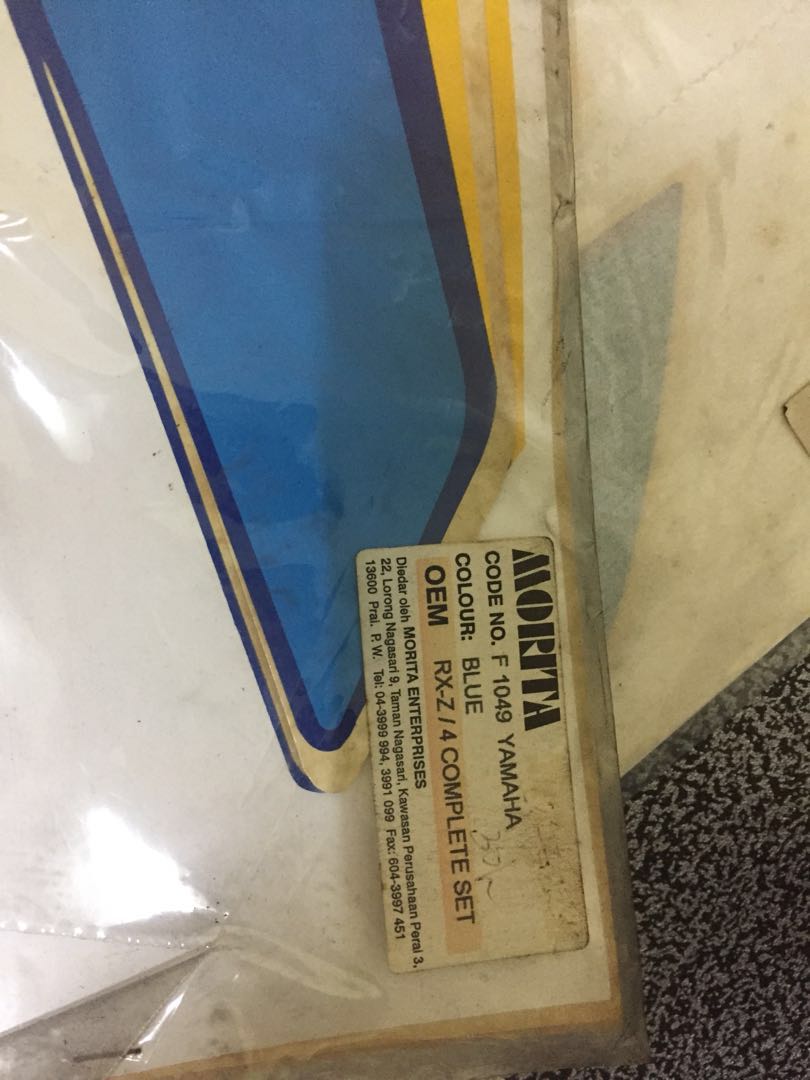 MORITA
CODE NO. F 1049 YAMAHA
COLOUR: BLUE
OEM RX-Z / 4 COMPLETE SET
Diedar oleh MORITA ENTERPRISES
22, Lorong Nagasari 9, Taman Nagasari, Kawasan Perusahaan Perai 3,
13600 Prai. P.W. Tel: 04-3999 994, 3991 099 Fax: 604-3997 451